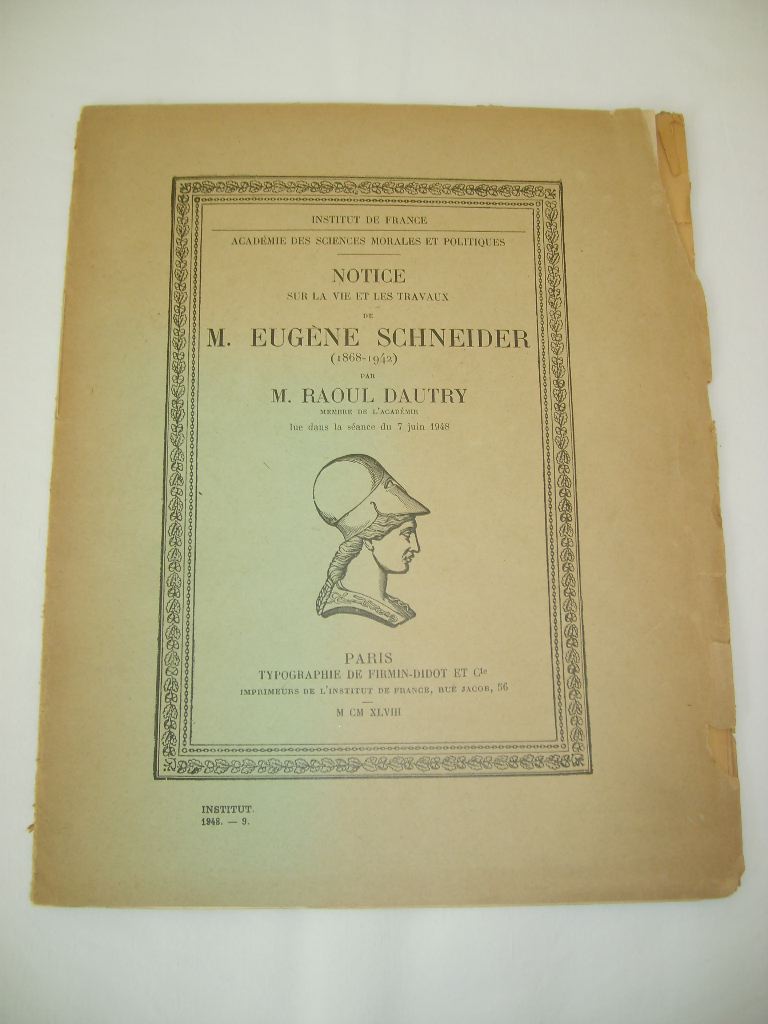 INSTITUT DE FRANCE
ACADÉMIE DES SCIENCES MORALES ET POLITIQUES
NOTICE
SUR LA VIE ET LES TRAVAUX
DE
M. EUGÈNE SCHNEIDER
(1868-1942)
PAR
M. RAOUL DAUTRY
MEMBRE DE L'ACADÉMIE
lue dans la séance du 7 juin 1948
PARIS
TYPOGRAPHIE DE FIRMIN-DIDOT ET Cie
IMPRIMEURS DE L'INSTITUT DE FRANCE, RUE JACOB, 56
M CM XLVIII
INSTITUT.
1948. — 9.